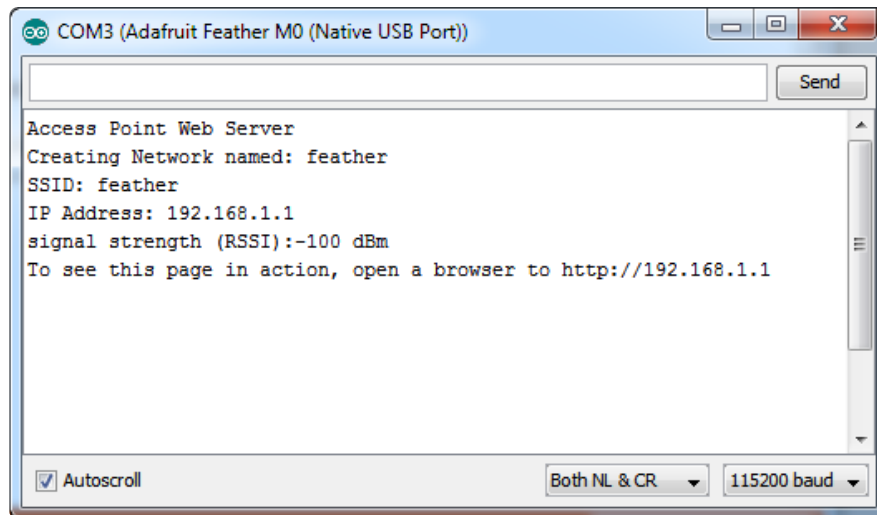 COM3 (Adafruit Feather M0 (Native USB Port))
Send
Access Point Web Server
Creating Network named: feather
SSID: feather
IP Address: 192.168.1.1
signal strength (RSSI):-100 dBm
To see this page in action, open a browser to http://192.168.1.1
Autoscroll
Both NL & CR
115200 baud